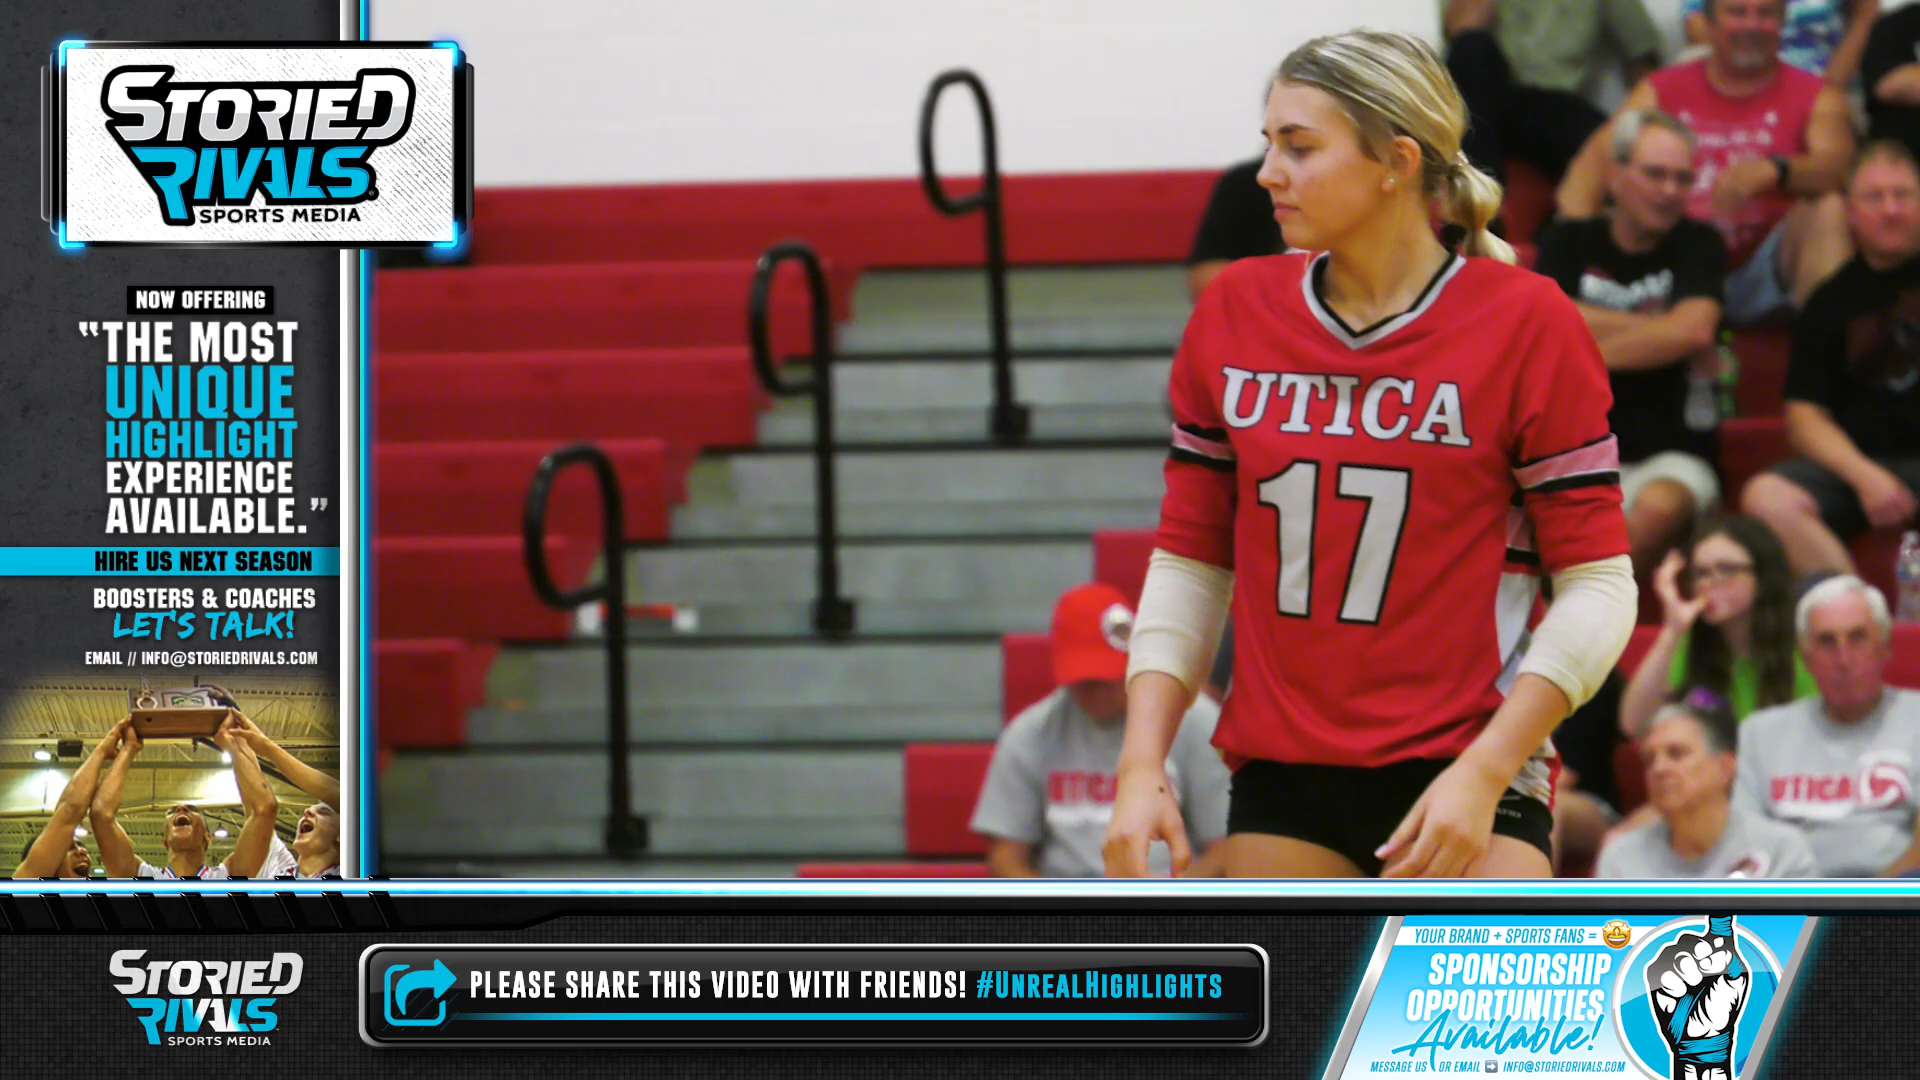 STORIED
RIVALS
SPORTS MEDIA
NOW OFFERING
"THE MOST
UNIQUE
HIGHLIGHT
EXPERIENCE
AVAILABLE."
HIRE US NEXT SEASON
BOOSTERS & COACHES
LET'S TALK!
EMAIL // INFO@STORIEDRIVALS.COM
UTICA
17
UTICA
UTICA
STORIED
RIVALS
SPORTS MEDIA
PLEASE SHARE THIS VIDEO WITH FRIENDS! #UNREALHIGHLIGHTS
YOUR BRAND + SPORTS FANS = 🤩
SPONSORSHIP
OPPORTUNITIES
Available!
MESSAGE US OR EMAIL ➡ INFO@STORIEDRIVALS.COM